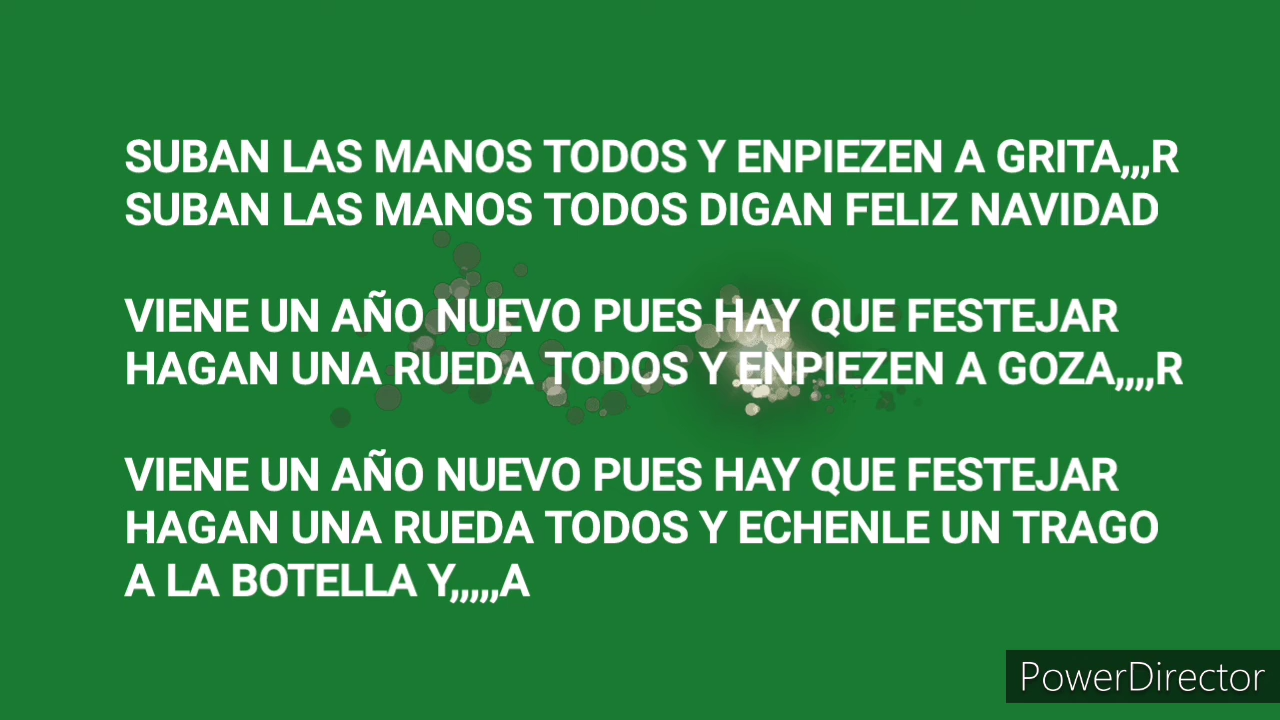 SUBAN LAS MANOS TODOS Y ENPIEZEN A GRITA,,,R
SUBAN LAS MANOS TODOS DIGAN FELIZ NAVIDAD
VIENE UN AÑO NUEVO PUES HAY QUE FESTEJAR
HAGAN UNA RUEDA TODOS Y ENPIEZEN A GOZA,,,,R
VIENE UN AÑO NUEVO PUES HAY QUE FESTEJAR
HAGAN UNA RUEDA TODOS Y ECHENLE UN TRAGO
A LA BOTELLA Y,,,,,A
PowerDirector